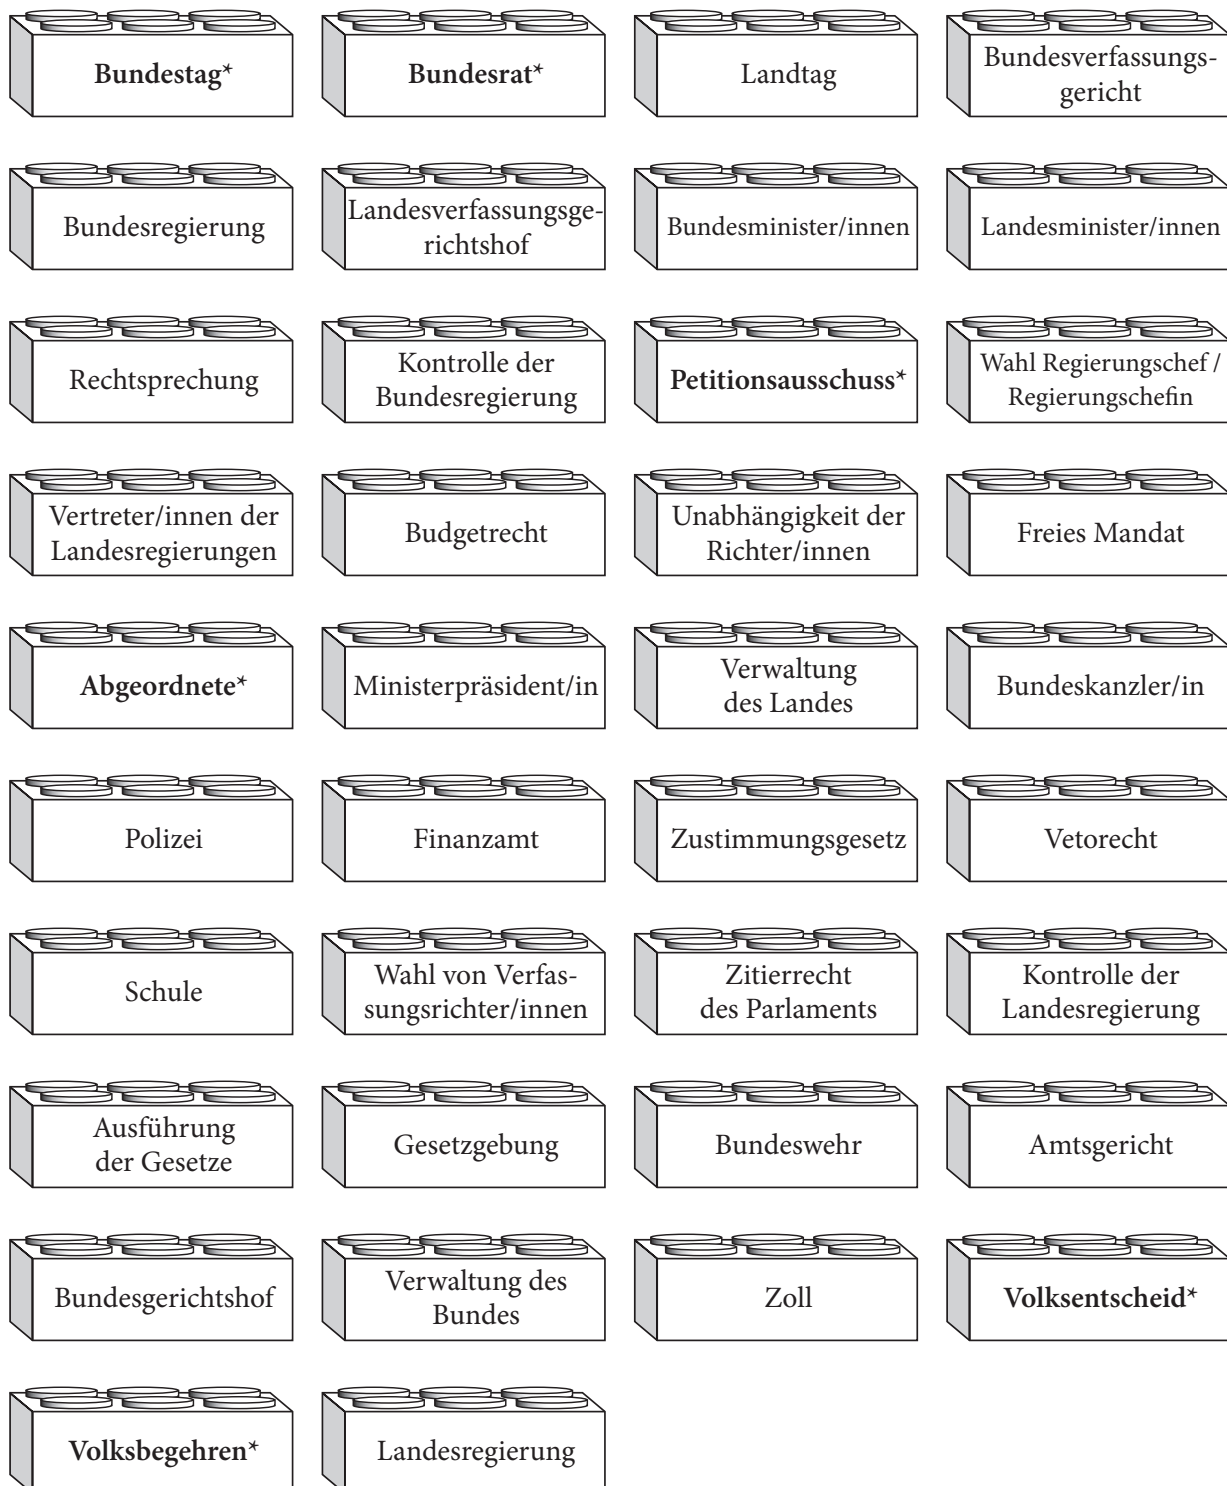 Bundestag*
Bundesrat*
Landtag
Bundesverfassungs-
gericht
Bundesregierung
Landesverfassungsge-
richtshof
Bundesminister/innen
Landesminister/innen
Rechtsprechung
Kontrolle der
Bundesregierung
Petitionsausschuss*
Wahl Regierungschef /
Regierungschefin
Vertreter/innen der
Landesregierungen
Budgetrecht
Unabhängigkeit der
Richter/innen
Freies Mandat
Abgeordnete*
Ministerpräsident/in
Verwaltung
des Landes
Bundeskanzler/in
Polizei
Finanzamt
Zustimmungsgesetz
Vetorecht
Schule
Wahl von Verfas-
sungsrichter/innen
Zitierrecht
des Parlaments
Kontrolle der
Landesregierung
Ausführung
der Gesetze
Gesetzgebung
Bundeswehr
Amtsgericht
Bundesgerichtshof
Verwaltung des
Bundes
Zoll
Volksentscheid*
Volksbegehren*
Landesregierung